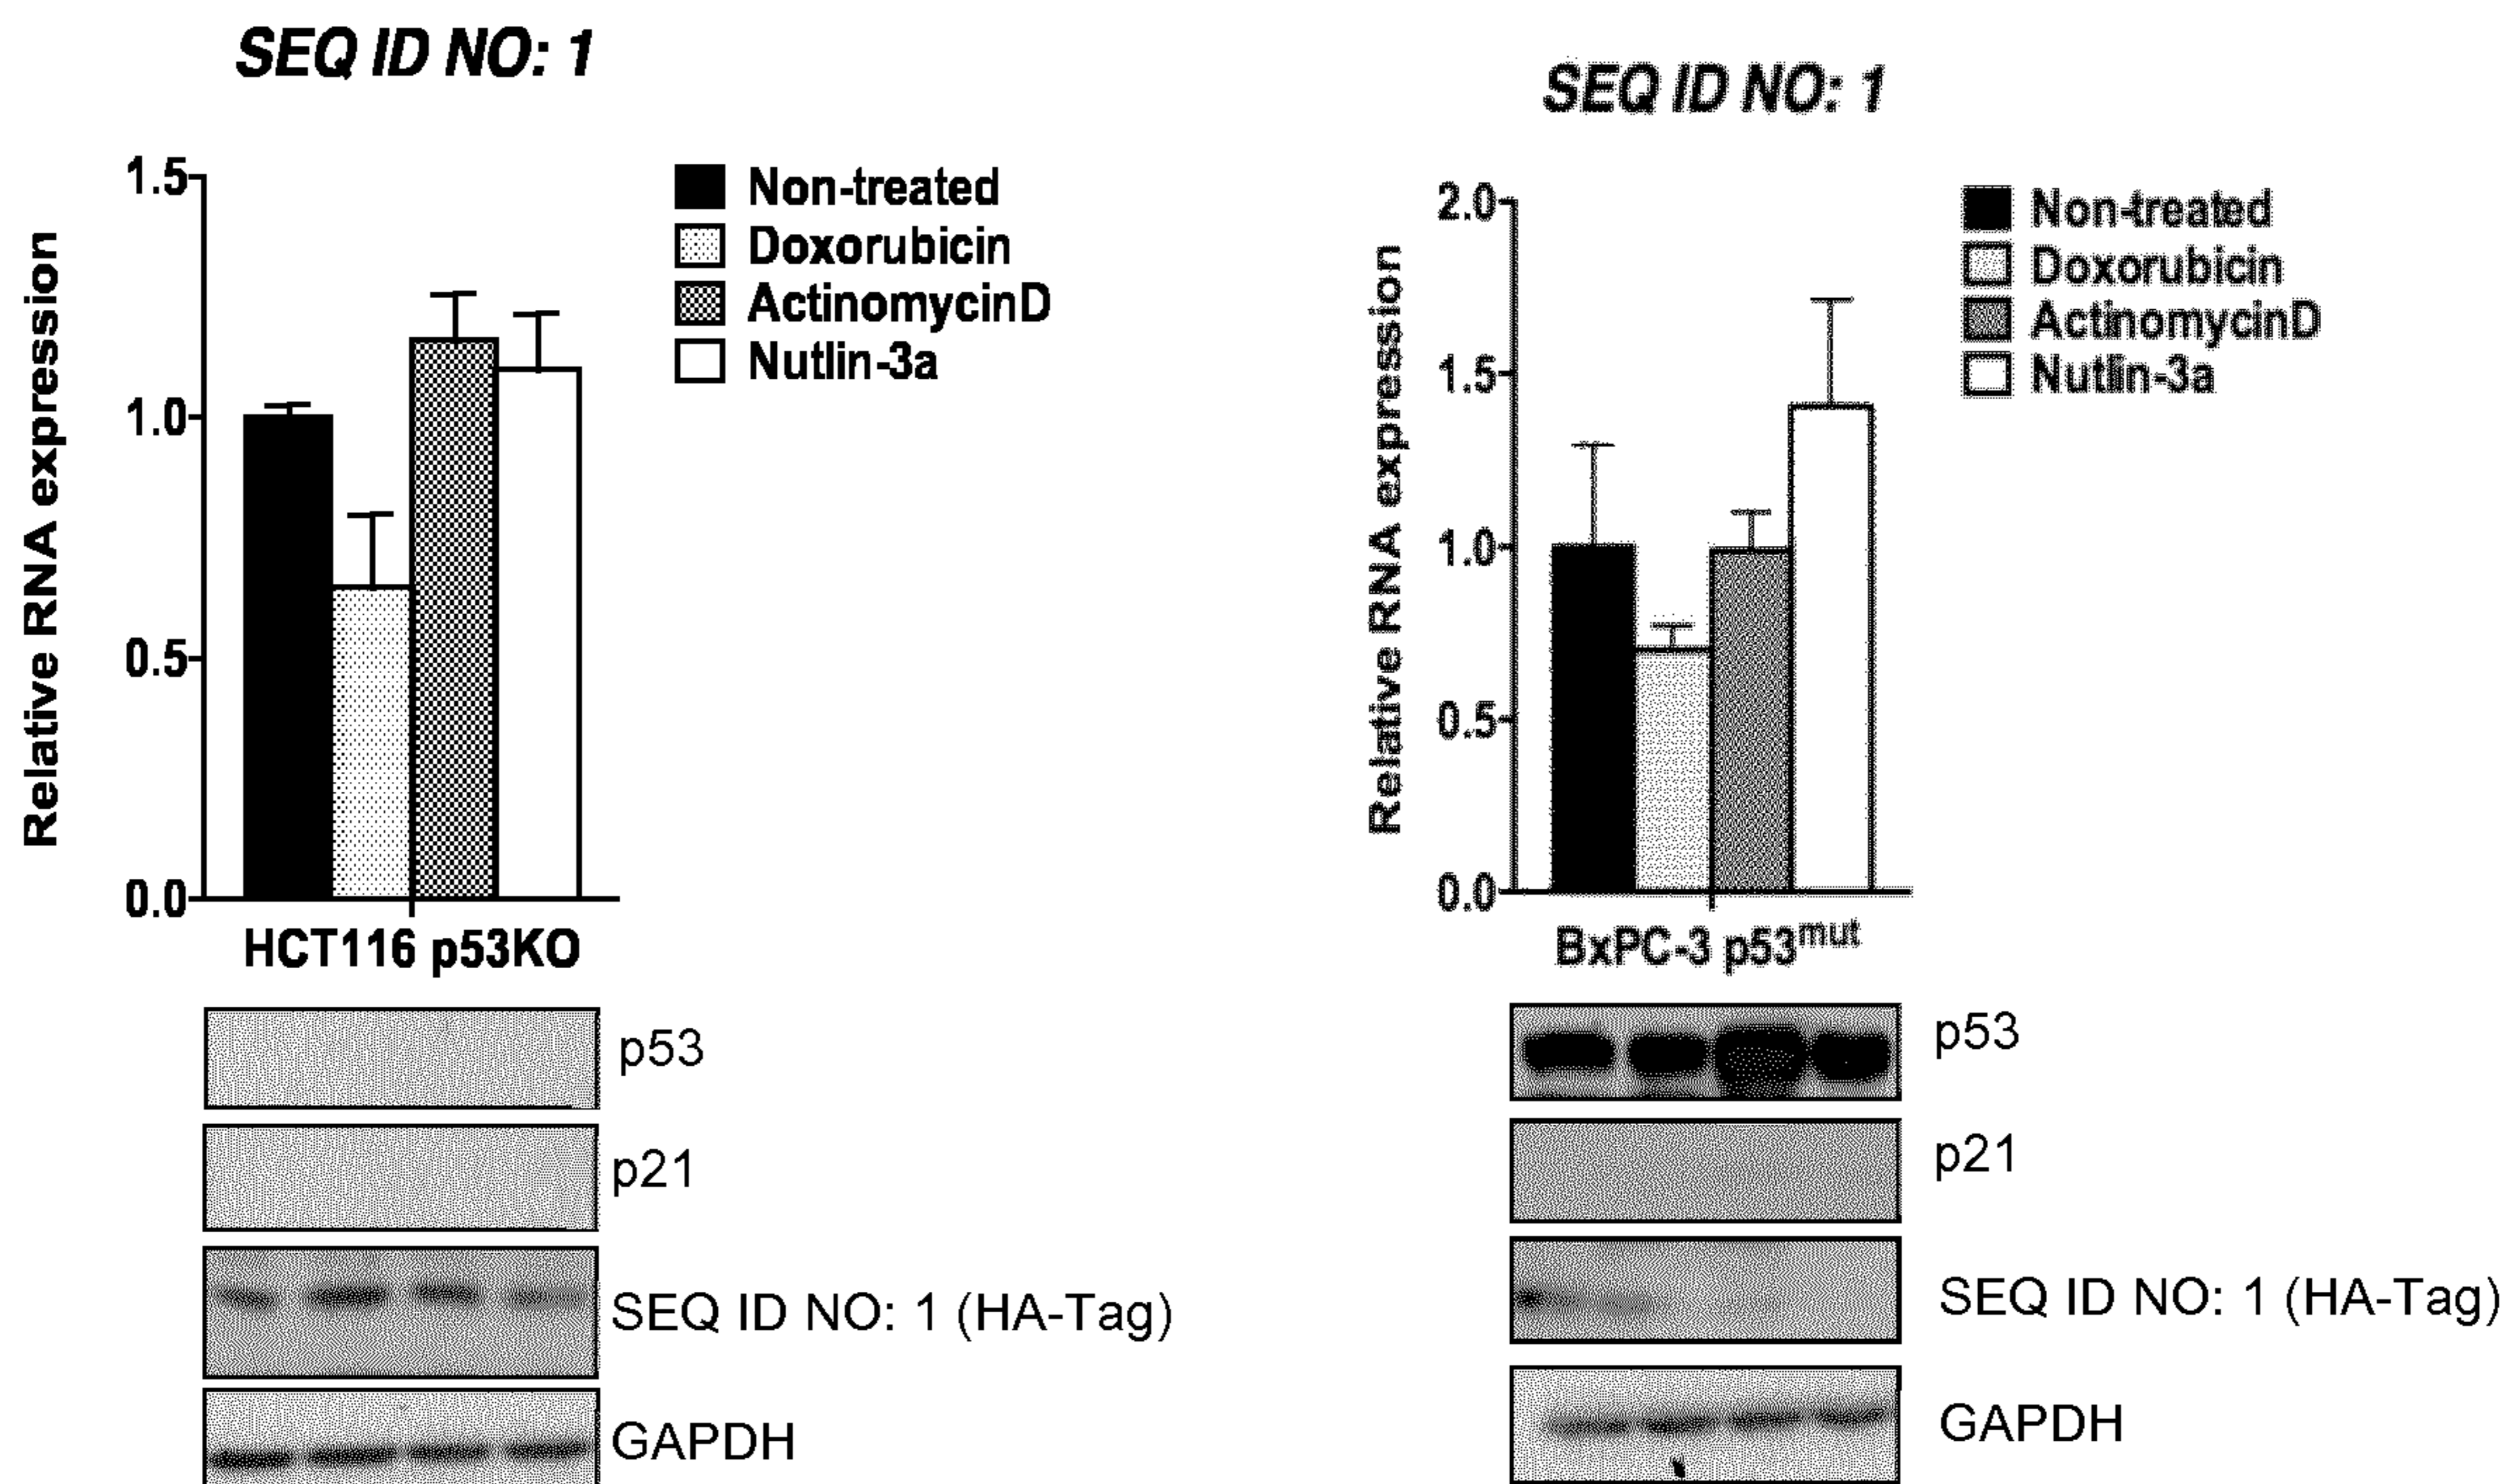 SEQ ID NO: 1
1.5
1.0
0.5
0.0
Relative RNA expression
Non-treated
Doxorubicin
ActinomycinD
Nutlin-3a
HCT116 p53KO
p53
p21
SEQ ID NO: 1 (HA-Tag)
GAPDH
SEQ ID NO: 1
2.0
1.5
1.0
0.5
0.0
Relative RNA expression
Non-treated
Doxorubicin
ActinomycinD
Nutlin-3a
BxPC-3 p53mut
p53
p21
SEQ ID NO: 1 (HA-Tag)
GAPDH